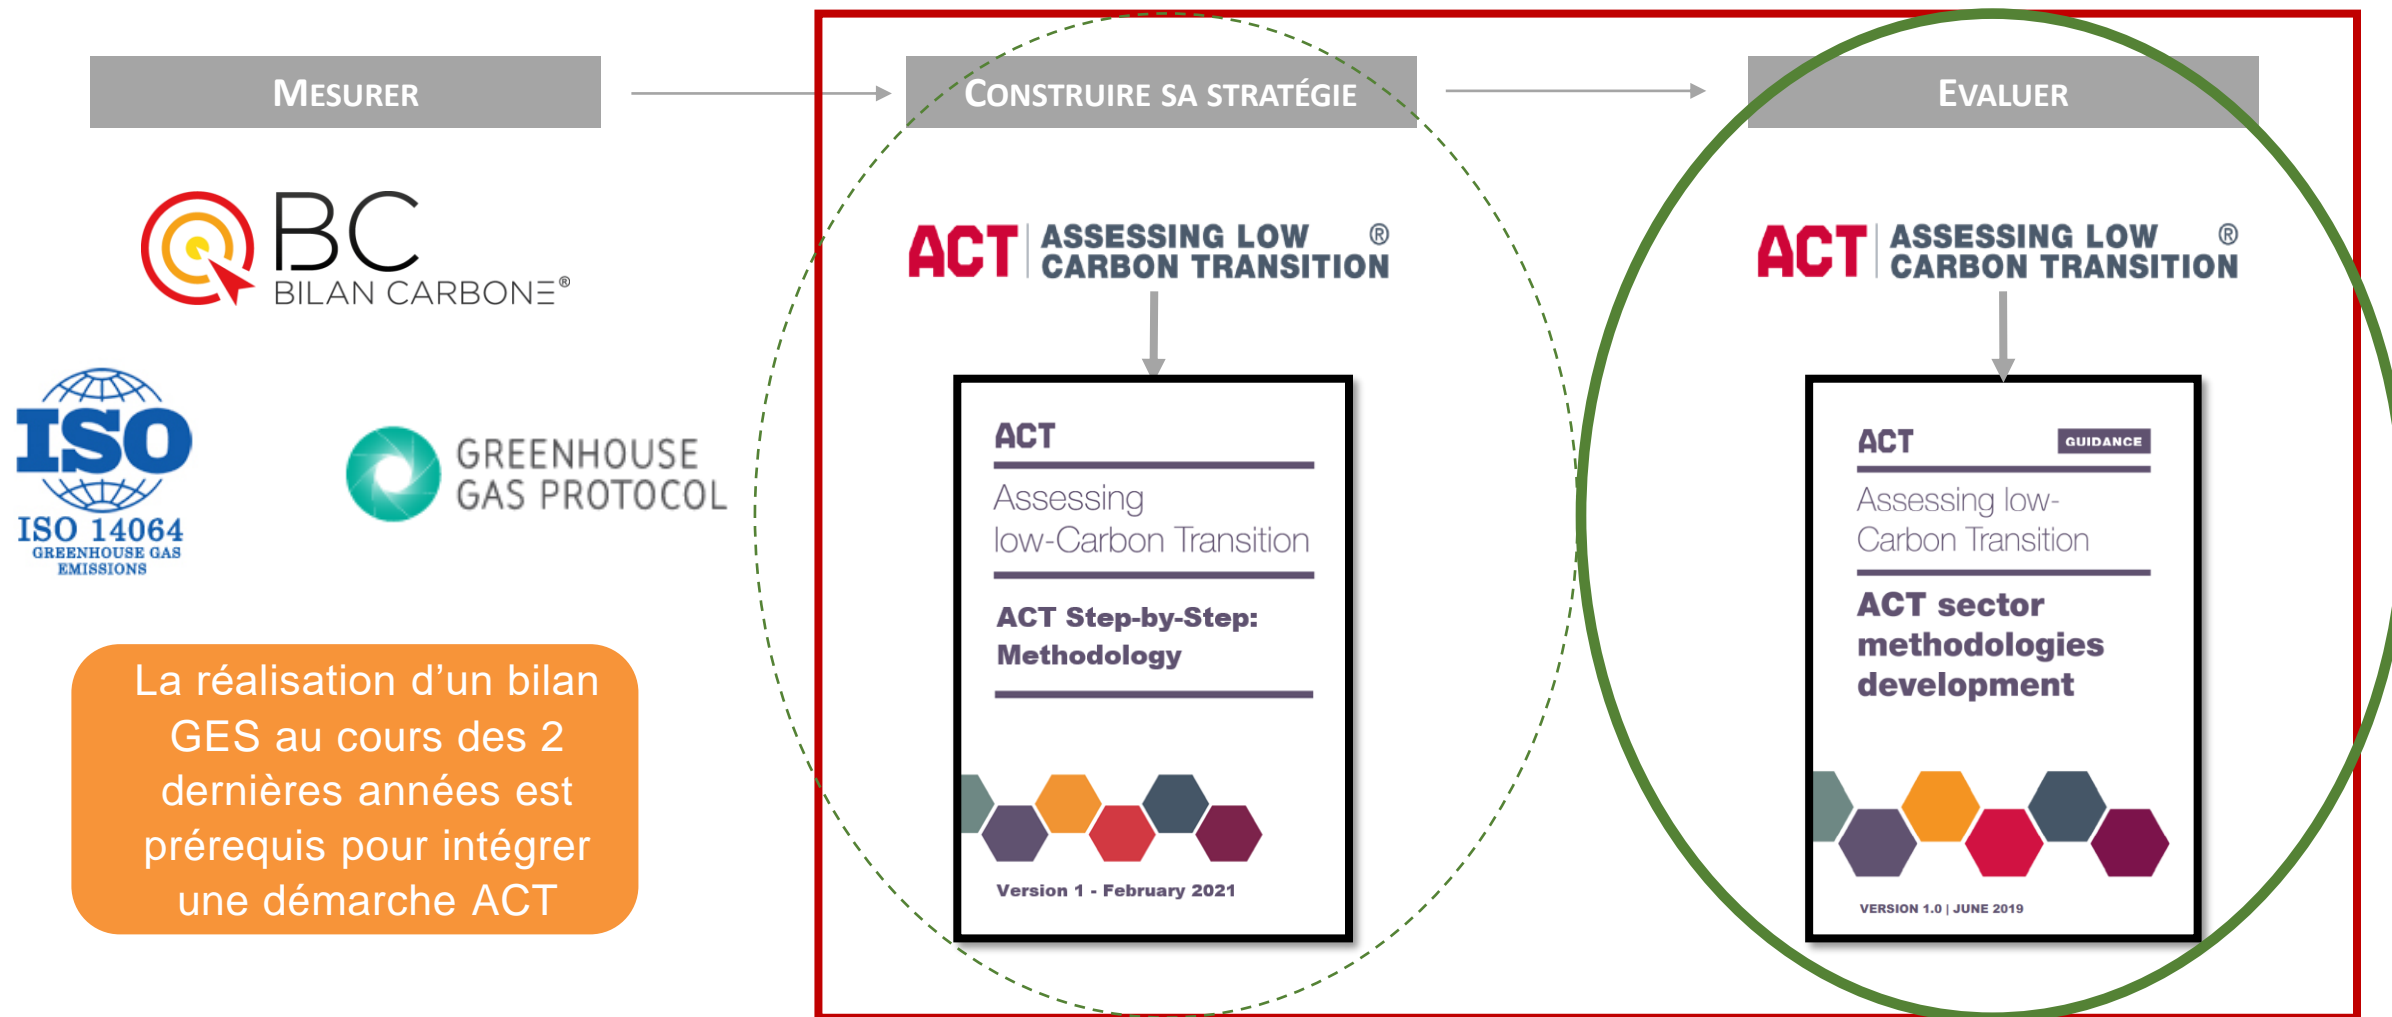 MESURER
BC
BILAN CARBONE®
ISO
ISO 14064
GREENHOUSE GAS
EMISSIONS
GREENHOUSE
GAS PROTOCOL
La réalisation d’un bilan
GES au cours des 2
dernières années est
prérequis pour intégrer
une démarche ACT
CONSTRUIRE SA STRATÉGIE
ACT ASSESSING LOW ®
CARBON TRANSITION
ACT
Assessing
low-Carbon Transition
ACT Step-by-Step:
Methodology
Version 1 - February 2021
EVALUER
ACT ASSESSING LOW ®
CARBON TRANSITION
ACT GUIDANCE
Assessing low-
Carbon Transition
ACT sector
methodologies
development
VERSION 1.0 | JUNE 2019